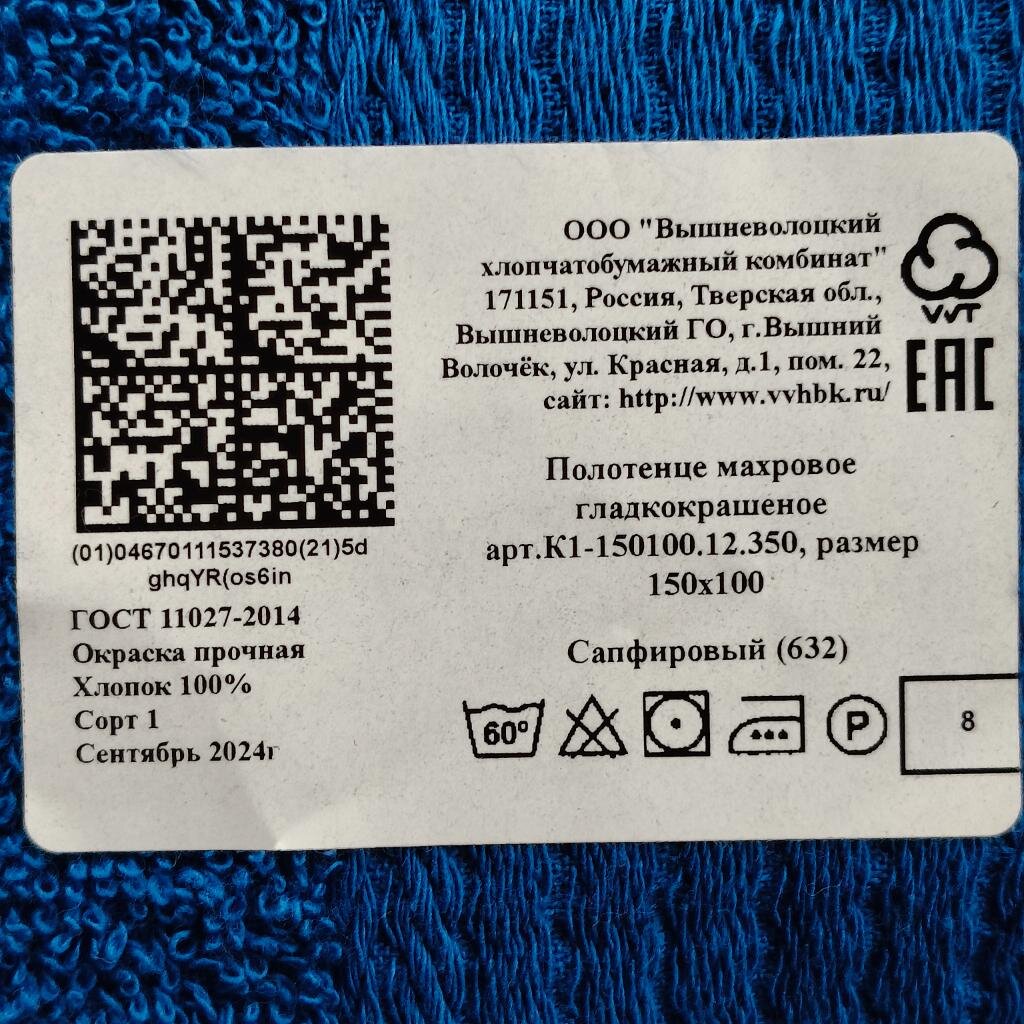 ООО "Вышневолоцкий
хлопчатобумажный комбинат"
171151, Россия, Тверская обл.,
Вышневолоцкий ГО, г.Вышний
Волочёк, ул. Красная, д.1, пом. 22,
сайт: http://www.vvhbk.ru/
VVT
EAC
(01)04670111537380(21)5d
ghqYR(os6in
ГОСТ 11027-2014
Окраска прочная
Хлопок 100%
Сорт 1
Сентябрь 2024г
Полотенце махровое
гладкокрашеное
арт.К1-150100.12.350, размер
150х100
Сапфировый (632)
60°
P
8